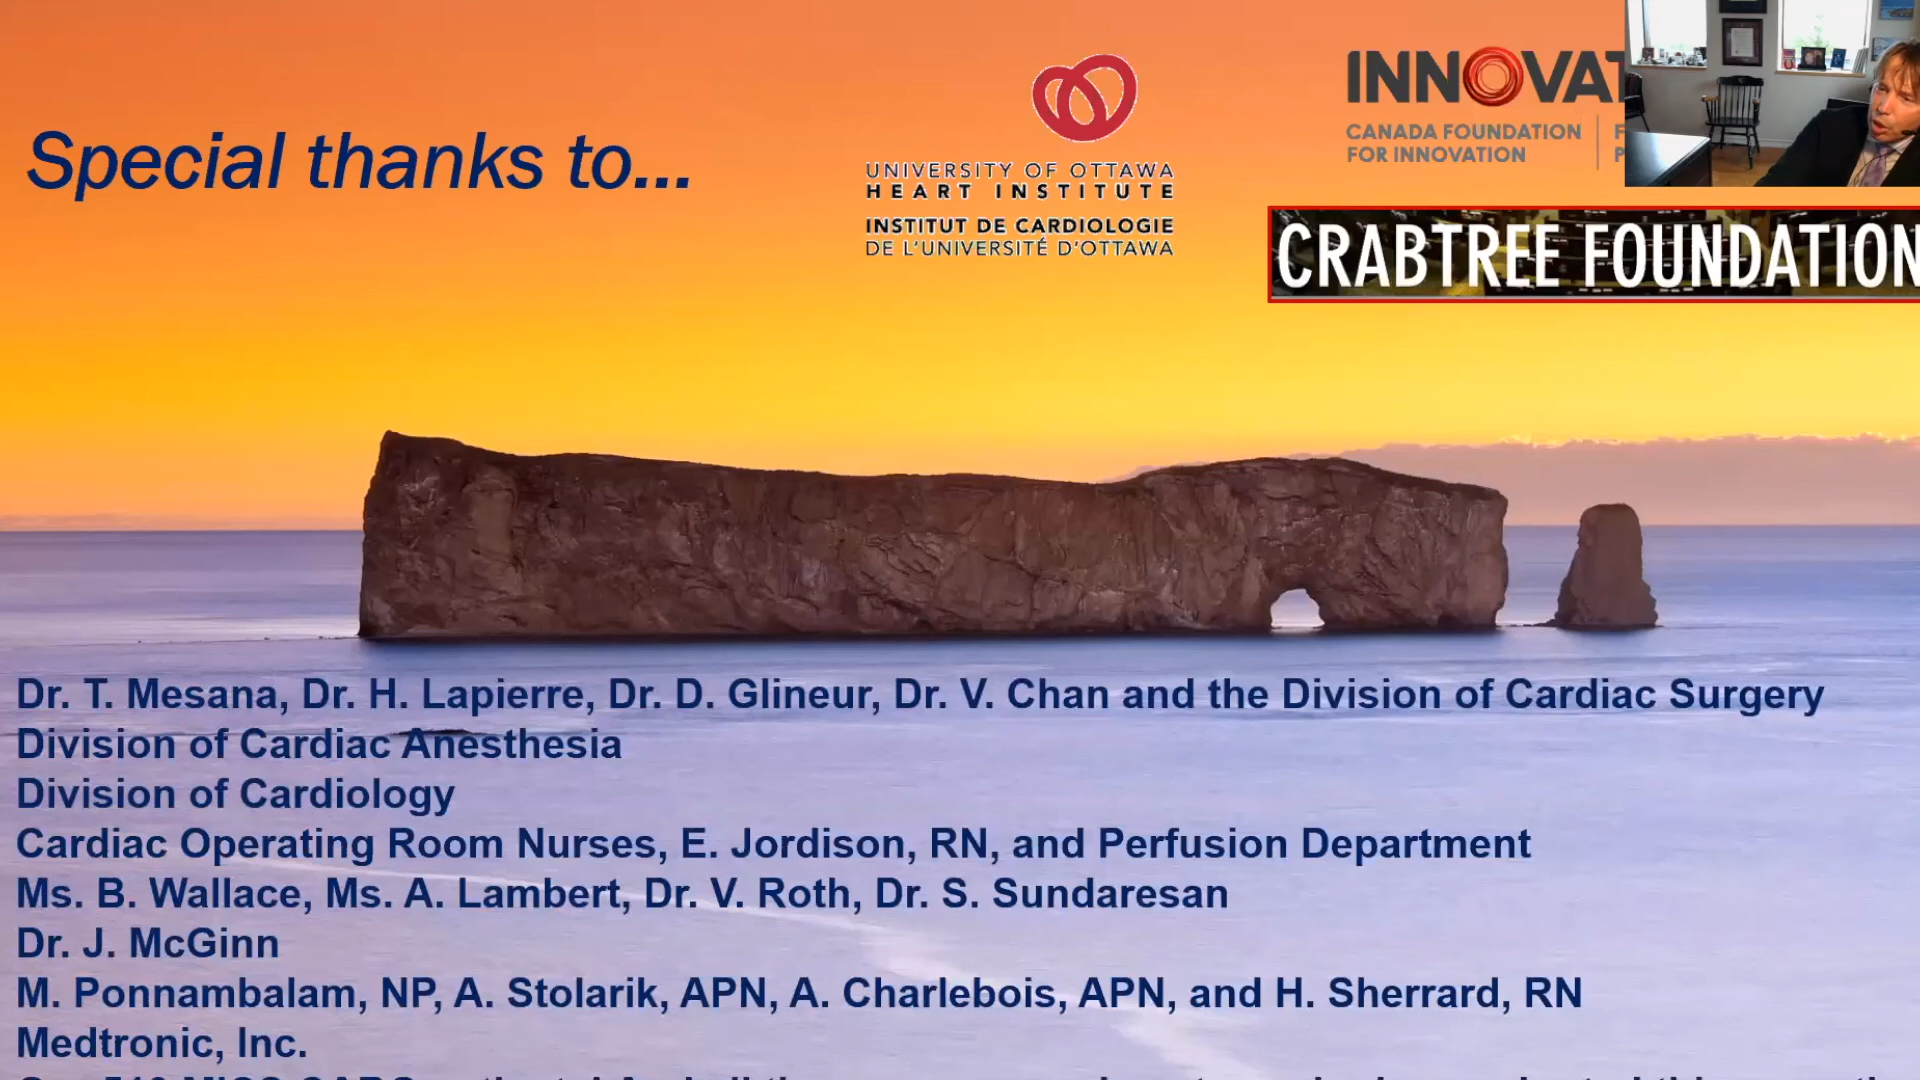 Special thanks to...
UNIVERSITY OF OTTAWA
HEART INSTITUTE
INSTITUT DE CARDIOLOGIE
DE L'UNIVERSITÉ D'OTTAWA
INNOVAT
CANADA FOUNDATION
FOR INNOVATION
CRABTREE FOUNDATION
Dr. T. Mesana, Dr. H. Lapierre, Dr. D. Glineur, Dr. V. Chan and the Division of Cardiac Surgery
Division of Cardiac Anesthesia
Division of Cardiology
Cardiac Operating Room Nurses, E. Jordison, RN, and Perfusion Department
Ms. B. Wallace, Ms. A. Lambert, Dr. V. Roth, Dr. S. Sundaresan
Dr. J. McGinn
M. Ponnambalam, NP, A. Stolarik, APN, A. Charlebois, APN, and H. Sherrard, RN
Medtronic, Inc.